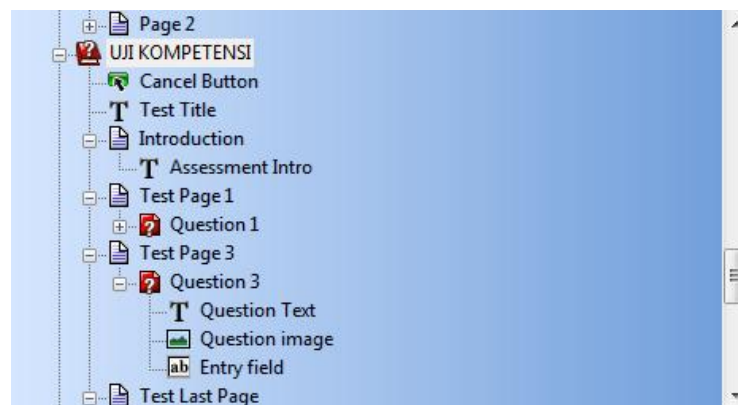 Page 2
UJI KOMPETENSI
Cancel Button
Test Title
Introduction
Assessment Intro
Test Page 1
Question 1
Test Page 3
Question 3
Question Text
Question image
Entry field
Test Last Page